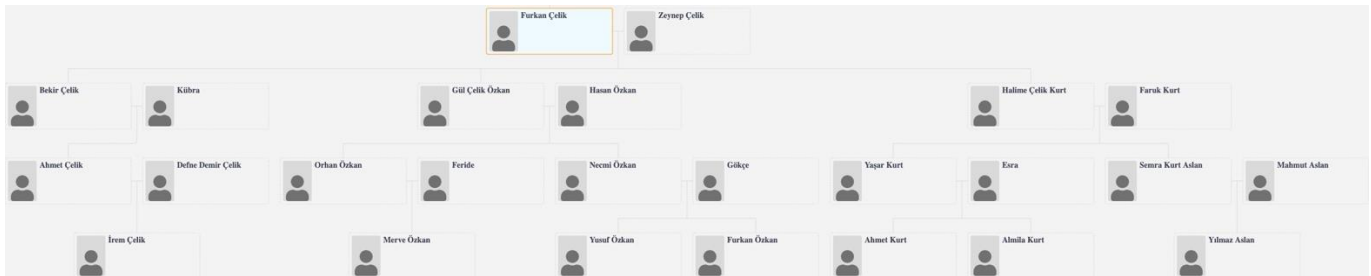 Furkan Çelik
Zeynep Çelik
Bekir Çelik
Kübra
Gül Çelik Özkan
Hasan Özkan
Halime Çelik Kurt
Faruk Kurt
Ahmet Çelik
Defne Demir Çelik
Orhan Özkan
Feride
Necmi Özkan
Gökçe
Yaşar Kurt
Esra
Semra Kurt Aslan
Mahmut Aslan
İrem Çelik
Merve Özkan
Yusuf Özkan
Furkan Özkan
Ahmet Kurt
Almila Kurt
Yılmaz Aslan